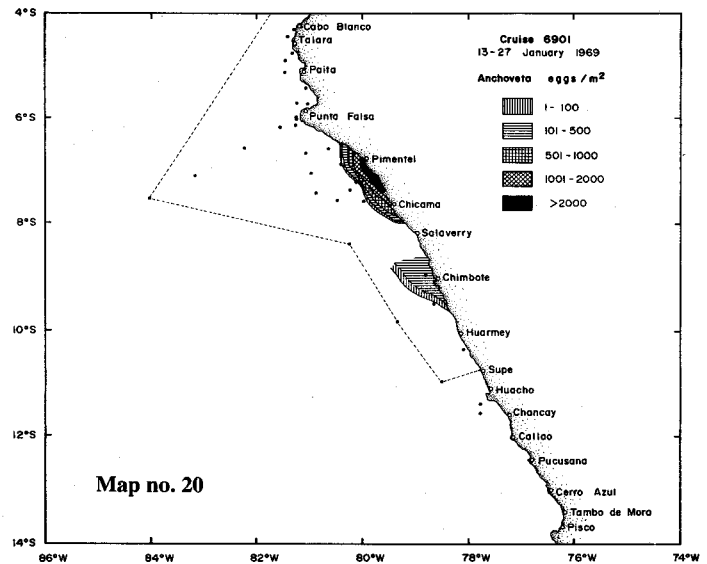 4°S
6°S
8°S
10°S
12°S
14°S
86°W
84°W
82°W
80°W
78°W
76°W
74°W
Cruise 6901
13-27 January 1969
Anchoveta eggs/m²
1-100
101-500
501-1000
1001-2000
>2000
Cabo Blanco
Talara
Paita
Punta Falsa
Pimentel
Chicama
Salaverry
Chimbote
Huarmey
Supe
Huacho
Chancay
Callao
Pucusana
Cerro Azul
Tambo de Mora
Pisco
Map no. 20